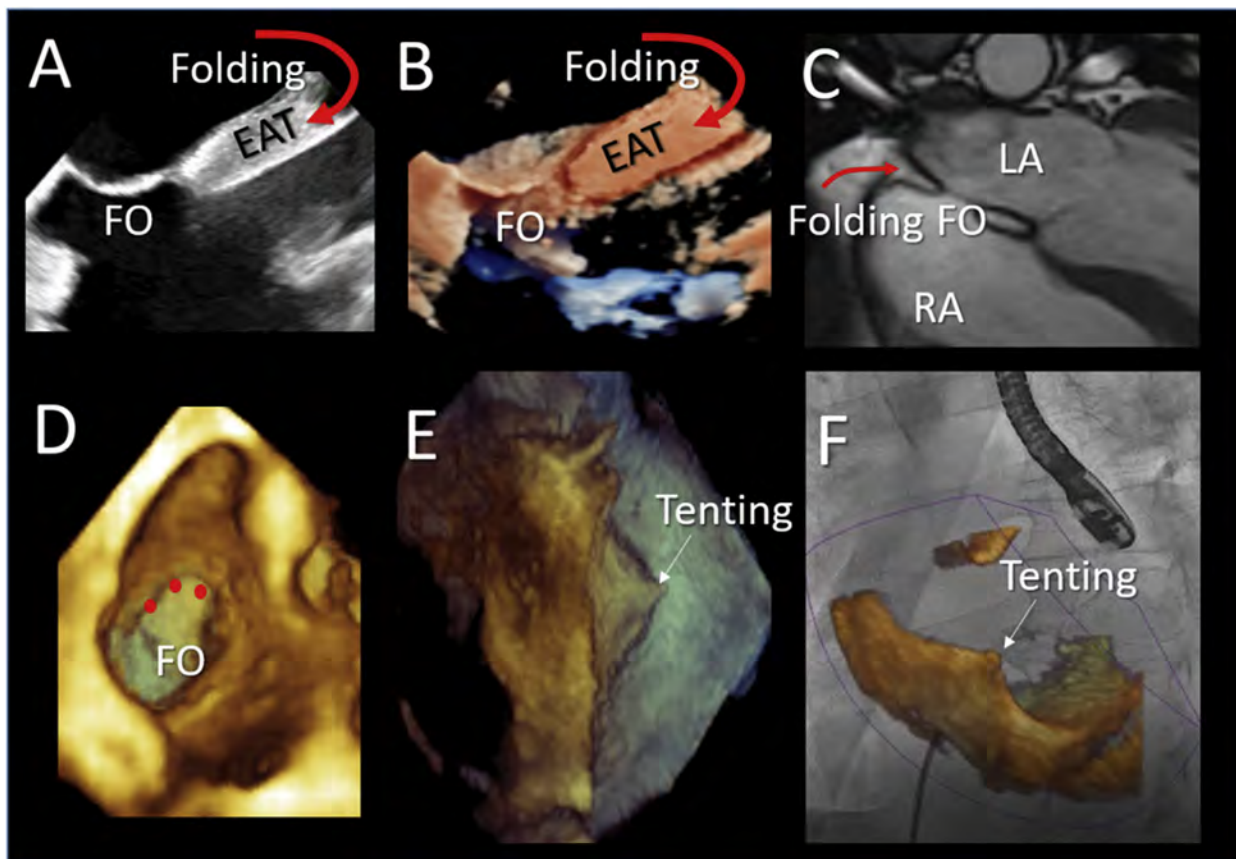 A
Folding
EAT
FO
B
Folding
EAT
FO
C
LA
Folding FO
RA
D
FO
E
Tenting
F
Tenting